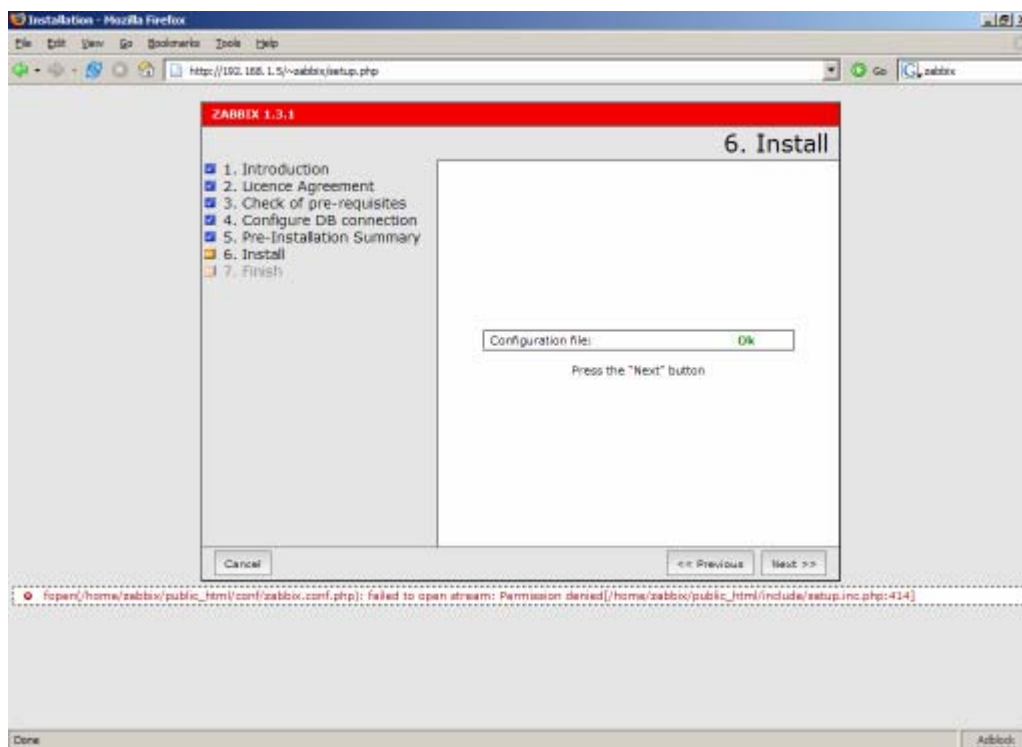 Installation - Mozilla Firefox
File Edit View Go Bookmarks Tools Help
http://192.168.1.5/~zabbix/setup.php Go zabbix
ZABBIX 1.3.1
6. Install
1. Introduction
2. Licence Agreement
3. Check of pre-requisites
4. Configure DB connection
5. Pre-Installation Summary
6. Install
7. Finish
Configuration file: Ok
Press the "Next" button
Cancel << Previous Next >>
fopen(/home/zabbix/public_html/conf/zabbix.conf.php): failed to open stream: Permission denied[/home/zabbix/public_html/include/setup.inc.php:414]
Done Adblock